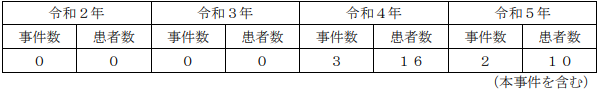 令和２年 令和３年 令和４年 令和５年
事件数 患者数 事件数 患者数 事件数 患者数 事件数 患者数
０ ０ ０ ０ ３ １６ ２ １０
（本事件を含む）